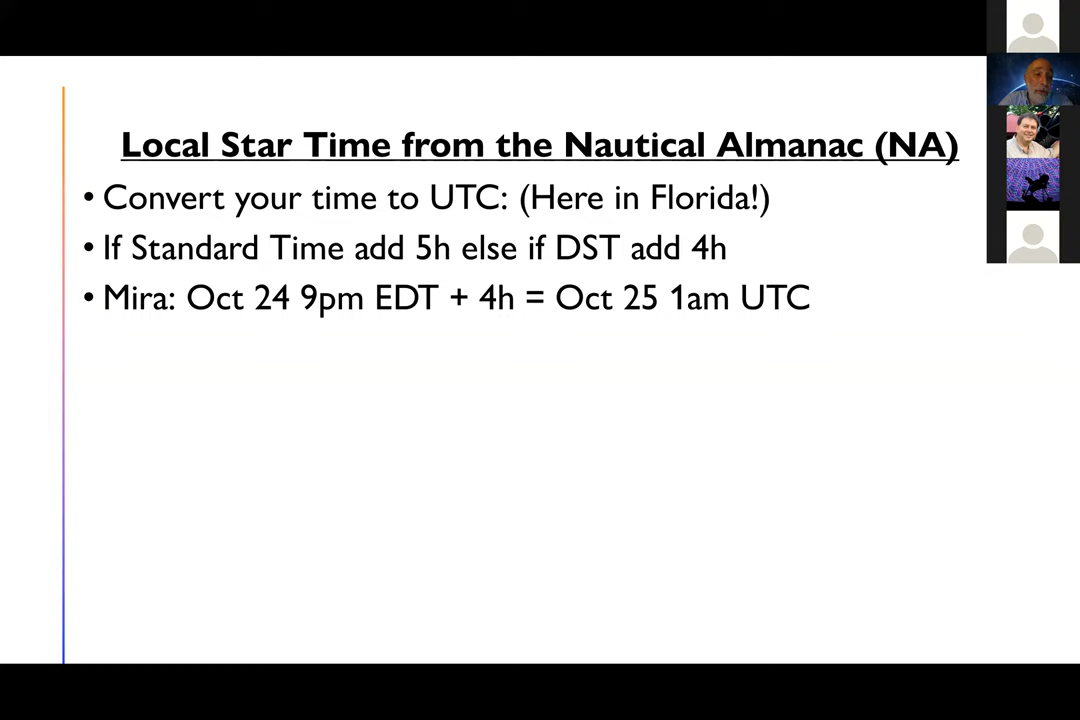 Local Star Time from the Nautical Almanac (NA)
• Convert your time to UTC: (Here in Florida!)
• If Standard Time add 5h else if DST add 4h
• Mira: Oct 24 9pm EDT + 4h = Oct 25 1am UTC